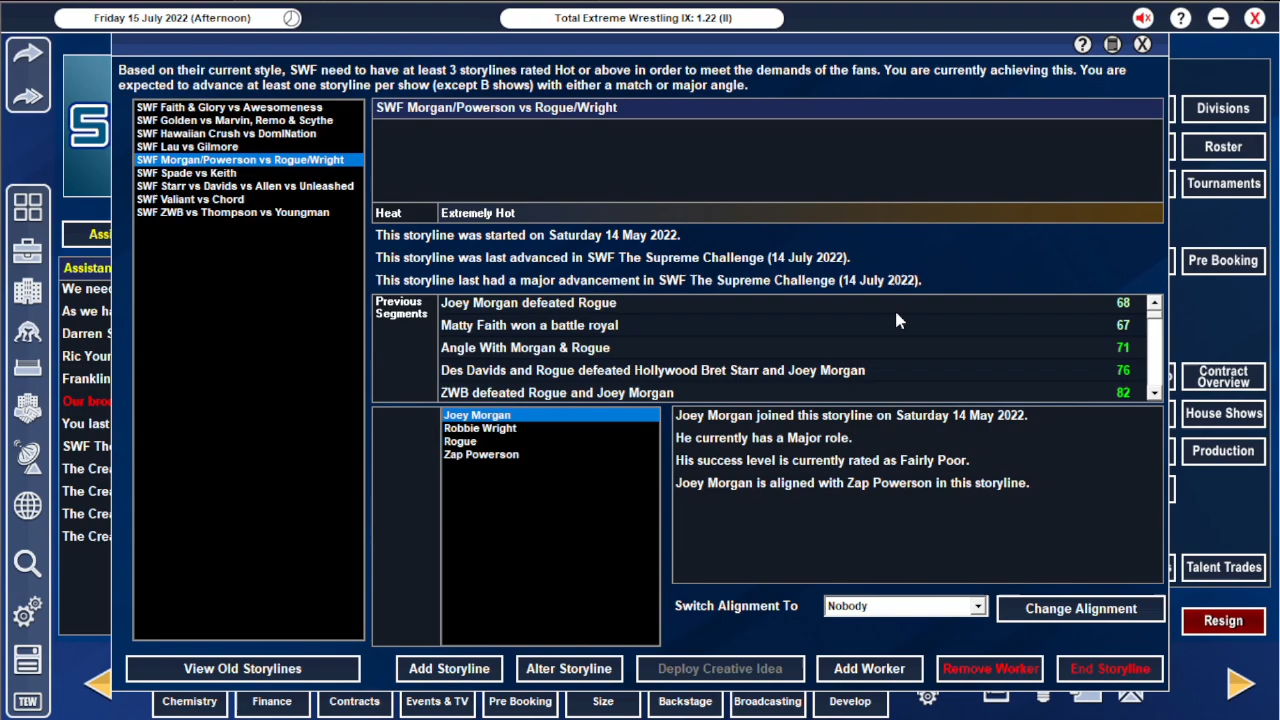 Friday 15 July 2022 (Afternoon)
Total Extreme Wrestling IX: 1.22 (II)
Based on their current style, SWF need to have at least 3 storylines rated Hot or above in order to meet the demands of the fans. You are currently achieving this. You are
expected to advance at least one storyline per show (except B shows) with either a match or major angle.
SWF Faith & Glory vs Awesomeness
SWF Golden vs Marvin, Remo & Scythe
SWF Hawaiian Crush vs DomINation
SWF Lau vs Gilmore
SWF Morgan/Powerson vs Rogue/Wright
SWF Spade vs Keith
SWF Starr vs Davids vs Allen vs Unleashed
SWF Valiant vs Chord
SWF ZWB vs Thompson vs Youngman
SWF Morgan/Powerson vs Rogue/Wright
Heat Extremely Hot
This storyline was started on Saturday 14 May 2022.
This storyline was last advanced in SWF The Supreme Challenge (14 July 2022).
This storyline last had a major advancement in SWF The Supreme Challenge (14 July 2022).
Previous Segments
Joey Morgan defeated Rogue 68
Matty Faith won a battle royal 67
Angle With Morgan & Rogue 71
Des Davids and Rogue defeated Hollywood Bret Starr and Joey Morgan 76
ZWB defeated Rogue and Joey Morgan 82
Joey Morgan
Robbie Wright
Rogue
Zap Powerson
Joey Morgan joined this storyline on Saturday 14 May 2022.
He currently has a Major role.
His success level is currently rated as Fairly Poor.
Joey Morgan is aligned with Zap Powerson in this storyline.
Switch Alignment To Nobody Change Alignment
View Old Storylines Add Storyline Alter Storyline Deploy Creative Idea Add Worker Remove Worker End Storyline
Divisions
Roster
Tournaments
Pre Booking
Contract
Overview
House Shows
Production
Talent Trades
Resign
Assi
Assistan
We nee
As we h
Darren S
Ric Your
Franklin
Our bro
You last
SWF The
The Crea
The Crea
The Crea
The Crea
TEW
Chemistry Finance Contracts Events & TV Pre Booking Size Backstage Broadcasting Develop